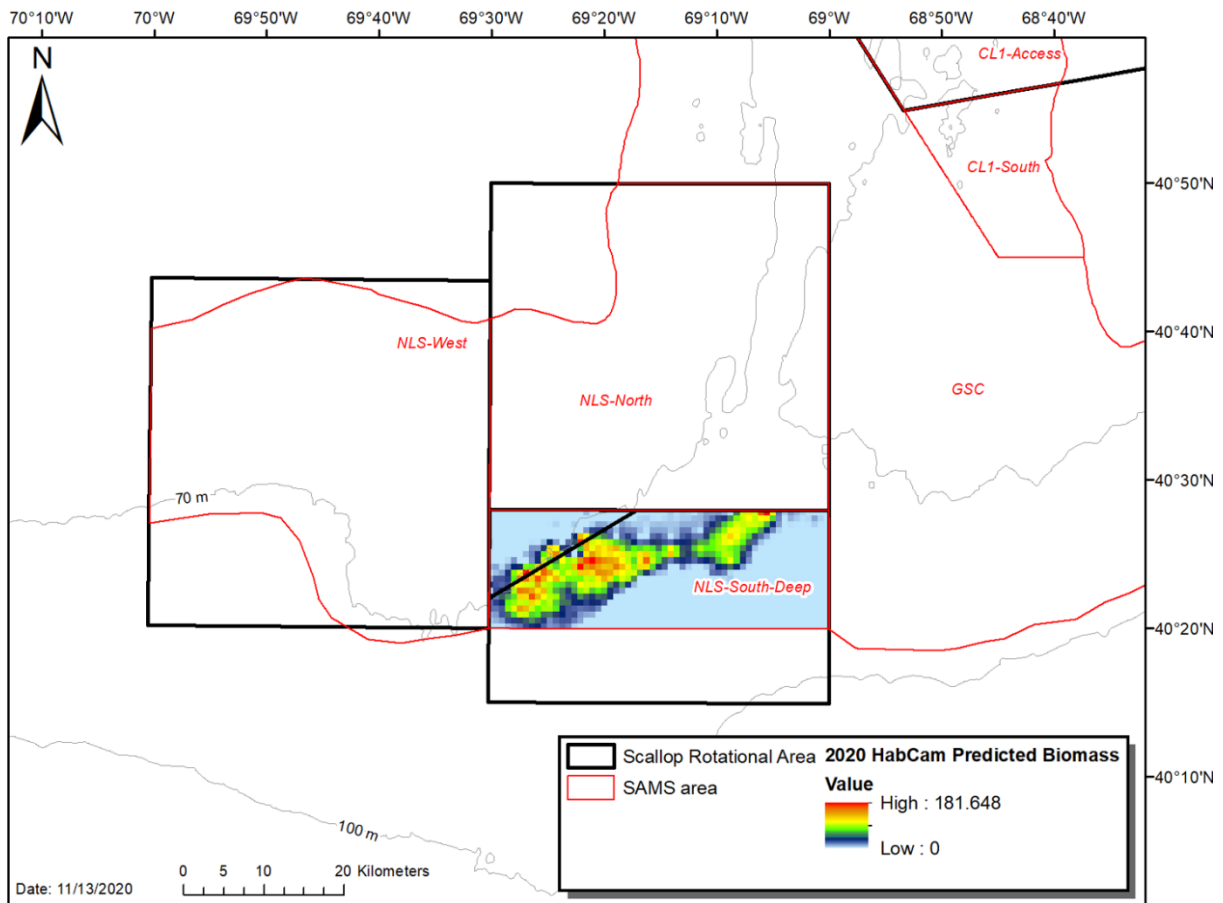 70°10'W 70°W 69°50'W 69°40'W 69°30'W 69°20'W 69°10'W 69°W 68°50'W 68°40'W
N
CL1-Access
CL1-South
40°50'N
40°40'N
NLS-West
NLS-North
GSC
40°30'N
70 m
NLS-South-Deep
40°20'N
Scallop Rotational Area
SAMS area
2020 HabCam Predicted Biomass
Value
High : 181.648
Low : 0
40°10'N
100 m
0 5 10 20 Kilometers
Date: 11/13/2020